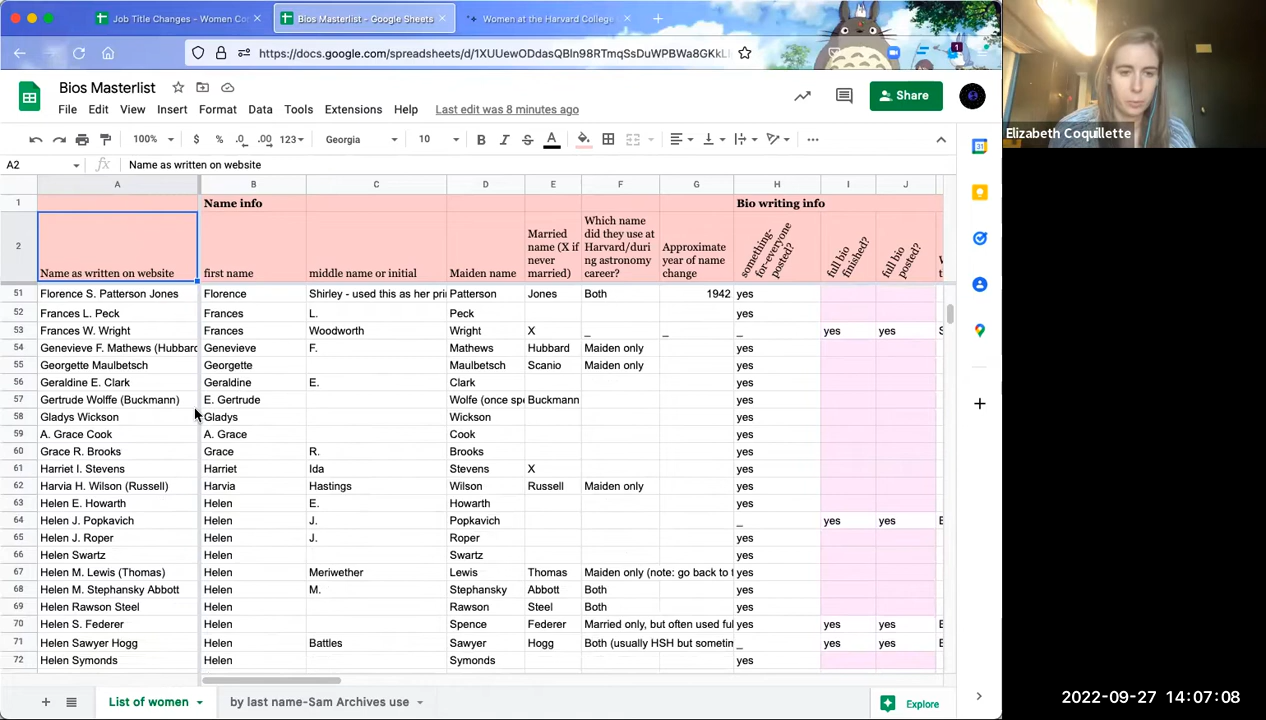 Job Title Changes - Women Co
Bios Masterlist - Google Sheets
Women at the Harvard College
https://docs.google.com/spreadsheets/d/1XUUewODdasQBln98RTmqSsDuWPBWa8GKkL
Bios Masterlist
File Edit View Insert Format Data Tools Extensions Help Last edit was 8 minutes ago
Share
100% $ % .0 .00 123 Georgia 10 B I S A
A2 fx Name as written on website
A B C D E F G H I J
1 Name info Bio writing info
2 Name as written on website first name middle name or initial Maiden name Married name (X if never married) Which name did they use at Harvard/duri ng astronomy career? Approximate year of name change something-for-everyone posted? full bio finished? full bio posted?
51 Florence S. Patterson Jones Florence Shirley - used this as her pri Patterson Jones Both 1942 yes
52 Frances L. Peck Frances L. Peck yes
53 Frances W. Wright Frances Woodworth Wright X _ _ _ yes yes S
54 Genevieve F. Mathews (Hubbard Genevieve F. Mathews Hubbard Maiden only yes
55 Georgette Maulbetsch Georgette Maulbetsch Scanio Maiden only yes
56 Geraldine E. Clark Geraldine E. Clark yes
57 Gertrude Wolffe (Buckmann) E. Gertrude Wolfe (once spe Buckmann yes
58 Gladys Wickson Gladys Wickson yes
59 A. Grace Cook A. Grace Cook yes
60 Grace R. Brooks Grace R. Brooks yes
61 Harriet I. Stevens Harriet Ida Stevens X yes
62 Harvia H. Wilson (Russell) Harvia Hastings Wilson Russell Maiden only yes
63 Helen E. Howarth Helen E. Howarth yes
64 Helen J. Popkavich Helen J. Popkavich _ yes yes E
65 Helen J. Roper Helen J. Roper yes
66 Helen Swartz Helen Swartz yes
67 Helen M. Lewis (Thomas) Helen Meriwether Lewis Thomas Maiden only (note: go back to t yes
68 Helen M. Stephansky Abbott Helen M. Stephansky Abbott Both yes
69 Helen Rawson Steel Helen Rawson Steel Both yes
70 Helen S. Federer Helen Spence Federer Married only, but often used ful yes yes yes E
71 Helen Sawyer Hogg Helen Battles Sawyer Hogg Both (usually HSH but sometin _ yes yes E
72 Helen Symonds Helen Symonds yes
List of women by last name-Sam Archives use Explore
Elizabeth Coquillette
2022-09-27 14:07:08